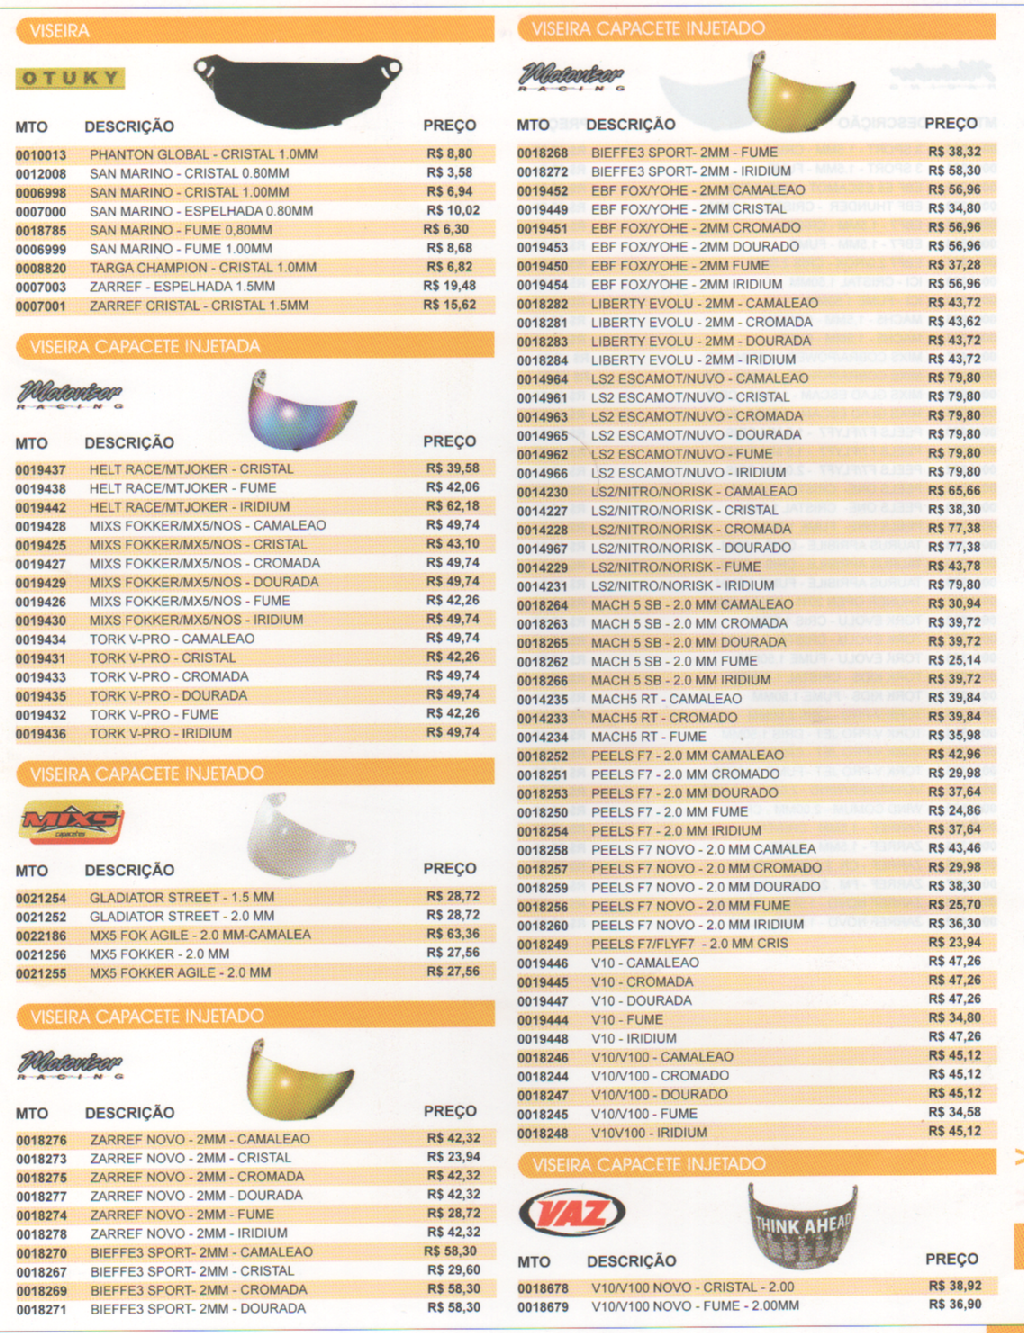 VISEIRA
OTUKY
MTO DESCRIÇÃO PREÇO
0010013 PHANTON GLOBAL - CRISTAL 1.0MM R$ 8,80
0012008 SAN MARINO - CRISTAL 0.80MM R$ 3,58
0006998 SAN MARINO - CRISTAL 1.00MM R$ 6,94
0007000 SAN MARINO - ESPELHADA 0.80MM R$ 10,02
0018785 SAN MARINO - FUME 0,80MM R$ 6,30
0006999 SAN MARINO - FUME 1.00MM R$ 8,68
0008820 TARGA CHAMPION - CRISTAL 1.0MM R$ 6,82
0007003 ZARREF - ESPELHADA 1.5MM R$ 19,48
0007001 ZARREF CRISTAL - CRISTAL 1.5MM R$ 15,62
VISEIRA CAPACETE INJETADA
Motovisor
RACING
MTO DESCRIÇÃO PREÇO
0019437 HELT RACE/MTJOKER - CRISTAL R$ 39,58
0019438 HELT RACE/MTJOKER - FUME R$ 42,06
0019442 HELT RACE/MTJOKER - IRIDIUM R$ 62,18
0019428 MIXS FOKKER/MX5/NOS - CAMALEAO R$ 49,74
0019425 MIXS FOKKER/MX5/NOS - CRISTAL R$ 43,10
0019427 MIXS FOKKER/MX5/NOS - CROMADA R$ 49,74
0019429 MIXS FOKKER/MX5/NOS - DOURADA R$ 49,74
0019426 MIXS FOKKER/MX5/NOS - FUME R$ 42,26
0019430 MIXS FOKKER/MX5/NOS - IRIDIUM R$ 49,74
0019434 TORK V-PRO - CAMALEAO R$ 49,74
0019431 TORK V-PRO - CRISTAL R$ 42,26
0019433 TORK V-PRO - CROMADA R$ 49,74
0019435 TORK V-PRO - DOURADA R$ 49,74
0019432 TORK V-PRO - FUME R$ 42,26
0019436 TORK V-PRO - IRIDIUM R$ 49,74
VISEIRA CAPACETE INJETADO
MIXS
CAPACETES
MTO DESCRIÇÃO PREÇO
0021254 GLADIATOR STREET - 1.5 MM R$ 28,72
0021252 GLADIATOR STREET - 2.0 MM R$ 28,72
0022186 MX5 FOK AGILE - 2.0 MM-CAMALEA R$ 63,36
0021256 MX5 FOKKER - 2.0 MM R$ 27,56
0021255 MX5 FOKKER AGILE - 2.0 MM R$ 27,56
VISEIRA CAPACETE INJETADO
Motovisor
RACING
MTO DESCRIÇÃO PREÇO
0018276 ZARREF NOVO - 2MM - CAMALEAO R$ 42,32
0018273 ZARREF NOVO - 2MM - CRISTAL R$ 23,94
0018275 ZARREF NOVO - 2MM - CROMADA R$ 42,32
0018277 ZARREF NOVO - 2MM - DOURADA R$ 42,32
0018274 ZARREF NOVO - 2MM - FUME R$ 28,72
0018278 ZARREF NOVO - 2MM - IRIDIUM R$ 42,32
0018270 BIEFFE3 SPORT- 2MM - CAMALEAO R$ 58,30
0018267 BIEFFE3 SPORT- 2MM - CRISTAL R$ 29,60
0018269 BIEFFE3 SPORT- 2MM - CROMADA R$ 58,30
0018271 BIEFFE3 SPORT- 2MM - DOURADA R$ 58,30
VISEIRA CAPACETE INJETADO
Motovisor
RACING
MTO DESCRIÇÃO PREÇO
0018268 BIEFFE3 SPORT- 2MM - FUME R$ 38,32
0018272 BIEFFE3 SPORT- 2MM - IRIDIUM R$ 58,30
0019452 EBF FOX/YOHE - 2MM CAMALEAO R$ 56,96
0019449 EBF FOX/YOHE - 2MM CRISTAL R$ 34,80
0019451 EBF FOX/YOHE - 2MM CROMADO R$ 56,96
0019453 EBF FOX/YOHE - 2MM DOURADO R$ 56,96
0019450 EBF FOX/YOHE - 2MM FUME R$ 37,28
0019454 EBF FOX/YOHE - 2MM IRIDIUM R$ 56,96
0018282 LIBERTY EVOLU - 2MM - CAMALEAO R$ 43,72
0018281 LIBERTY EVOLU - 2MM - CROMADA R$ 43,62
0018283 LIBERTY EVOLU - 2MM - DOURADA R$ 43,72
0018284 LIBERTY EVOLU - 2MM - IRIDIUM R$ 43,72
0014964 LS2 ESCAMOT/NUVO - CAMALEAO R$ 79,80
0014961 LS2 ESCAMOT/NUVO - CRISTAL R$ 79,80
0014963 LS2 ESCAMOT/NUVO - CROMADA R$ 79,80
0014965 LS2 ESCAMOT/NUVO - DOURADA R$ 79,80
0014962 LS2 ESCAMOT/NUVO - FUME R$ 79,80
0014966 LS2 ESCAMOT/NUVO - IRIDIUM R$ 79,80
0014230 LS2/NITRO/NORISK - CAMALEAO R$ 65,66
0014227 LS2/NITRO/NORISK - CRISTAL R$ 38,30
0014228 LS2/NITRO/NORISK - CROMADA R$ 77,38
0014967 LS2/NITRO/NORISK - DOURADO R$ 77,38
0014229 LS2/NITRO/NORISK - FUME R$ 43,78
0014231 LS2/NITRO/NORISK - IRIDIUM R$ 79,80
0018264 MACH 5 SB - 2.0 MM CAMALEAO R$ 30,94
0018263 MACH 5 SB - 2.0 MM CROMADA R$ 39,72
0018265 MACH 5 SB - 2.0 MM DOURADA R$ 39,72
0018262 MACH 5 SB - 2.0 MM FUME R$ 25,14
0018266 MACH 5 SB - 2.0 MM IRIDIUM R$ 39,72
0014235 MACH5 RT - CAMALEAO R$ 39,84
0014233 MACH5 RT - CROMADO R$ 39,84
0014234 MACH5 RT - FUME R$ 35,98
0018252 PEELS F7 - 2.0 MM CAMALEAO R$ 42,96
0018251 PEELS F7 - 2.0 MM CROMADO R$ 29,98
0018253 PEELS F7 - 2.0 MM DOURADO R$ 37,64
0018250 PEELS F7 - 2.0 MM FUME R$ 24,86
0018254 PEELS F7 - 2.0 MM IRIDIUM R$ 37,64
0018258 PEELS F7 NOVO - 2.0 MM CAMALEA R$ 43,46
0018257 PEELS F7 NOVO - 2.0 MM CROMADO R$ 29,98
0018259 PEELS F7 NOVO - 2.0 MM DOURADO R$ 38,30
0018256 PEELS F7 NOVO - 2.0 MM FUME R$ 25,70
0018260 PEELS F7 NOVO - 2.0 MM IRIDIUM R$ 36,30
0018249 PEELS F7/FLYF7 - 2.0 MM CRIS R$ 23,94
0019446 V10 - CAMALEAO R$ 47,26
0019445 V10 - CROMADA R$ 47,26
0019447 V10 - DOURADA R$ 47,26
0019444 V10 - FUME R$ 34,80
0019448 V10 - IRIDIUM R$ 47,26
0018246 V10/V100 - CAMALEAO R$ 45,12
0018244 V10/V100 - CROMADO R$ 45,12
0018247 V10/V100 - DOURADO R$ 45,12
0018245 V10/V100 - FUME R$ 34,58
0018248 V10V100 - IRIDIUM R$ 45,12
VISEIRA CAPACETE INJETADO
VAZ
THINK AHEAD
MTO DESCRIÇÃO PREÇO
0018678 V10/V100 NOVO - CRISTAL - 2.00 R$ 38,92
0018679 V10/V100 NOVO - FUME - 2.00MM R$ 36,90